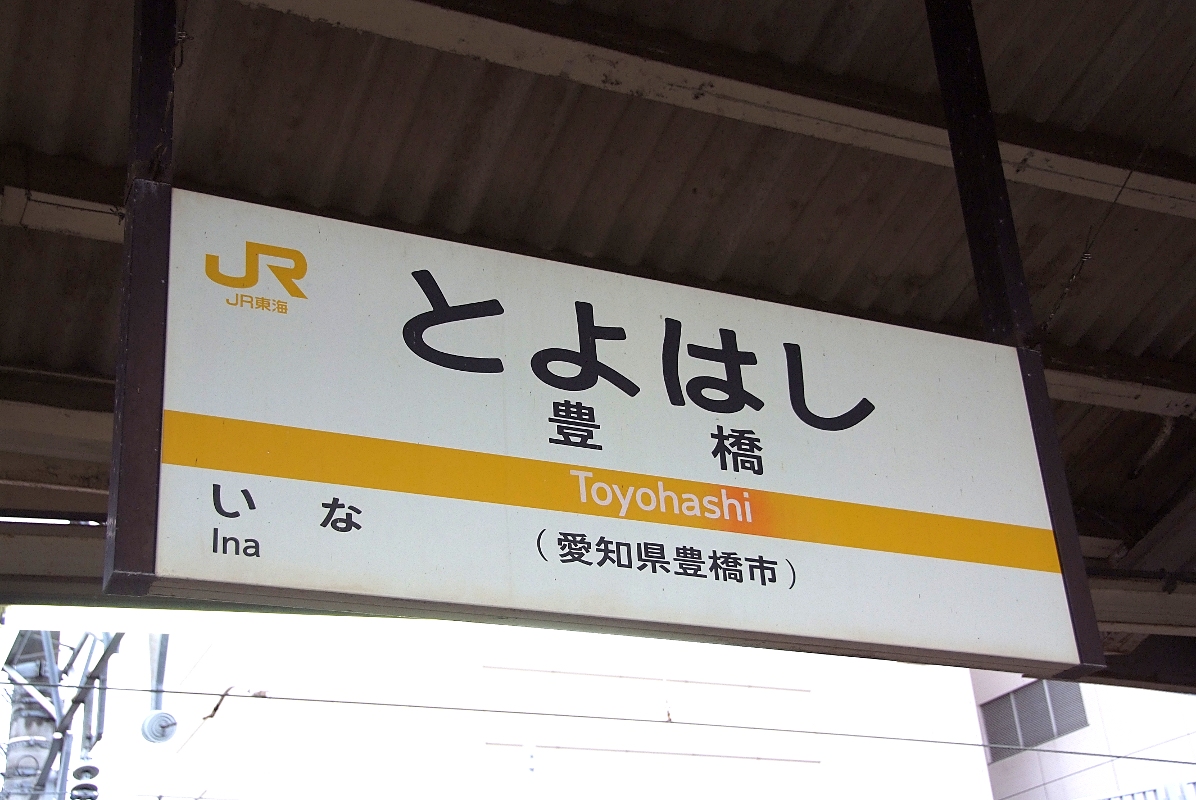 JR
JR東海
とよはし
豊橋
Toyohashi
いな
Ina
(愛知県豊橋市)